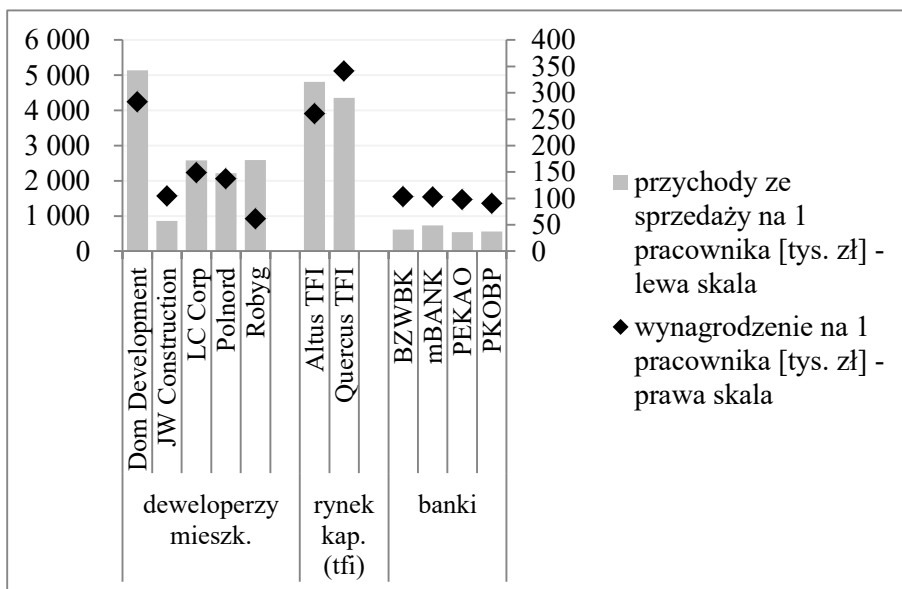 6 000
5 000
4 000
3 000
2 000
1 000
0
400
350
300
250
200
150
100
50
0
Dom Development
JW Construction
LC Corp
Polnord
Robyg
Altus TFI
Quercus TFI
BZWBK
mBANK
PEKAO
PKOBP
deweloperzy
mieszk.
rynek
kap.
(tfi)
banki
przychody ze
sprzedaży na 1
pracownika [tys. zł] -
lewa skala
wynagrodzenie na 1
pracownika [tys. zł] -
prawa skala